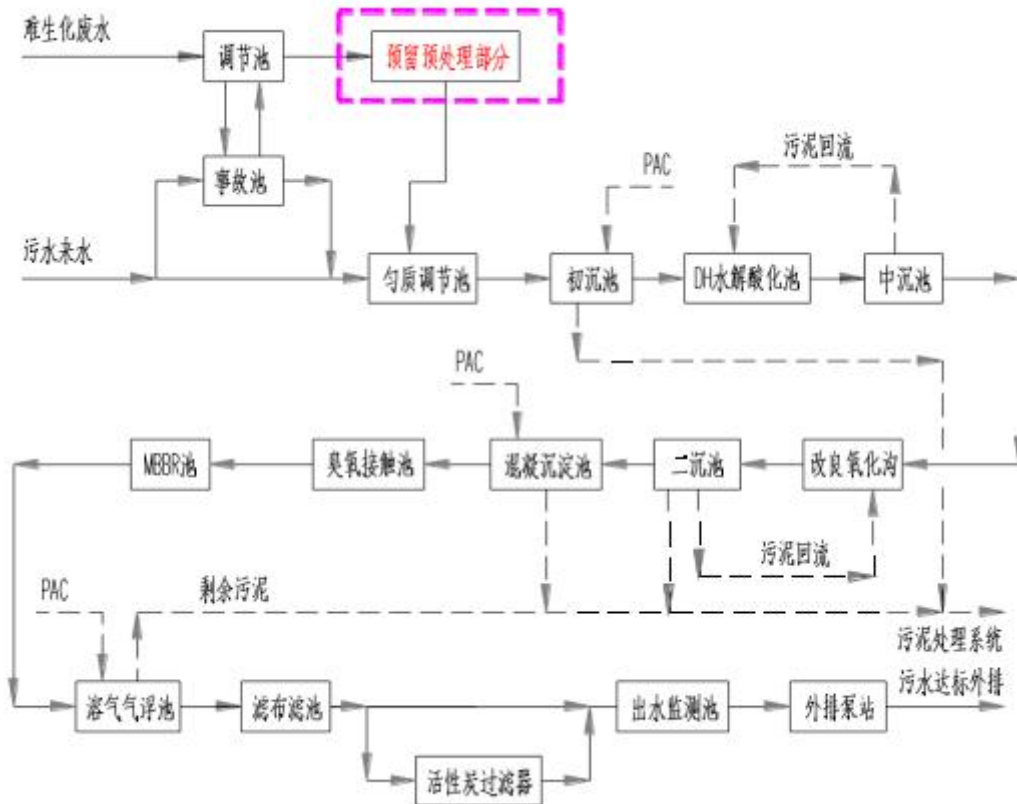 难生化废水
调节池
预留预处理部分
事故池
污水来水
匀质调节池
PAC
初沉池
DH水解酸化池
污泥回流
中沉池
MBBR池
臭氧接触池
PAC
混凝沉淀池
二沉池
改良氧化沟
污泥回流
PAC
剩余污泥
污泥处理系统
溶气气浮池
滤布滤池
活性炭过滤器
出水监测池
外排泵站
污水达标外排